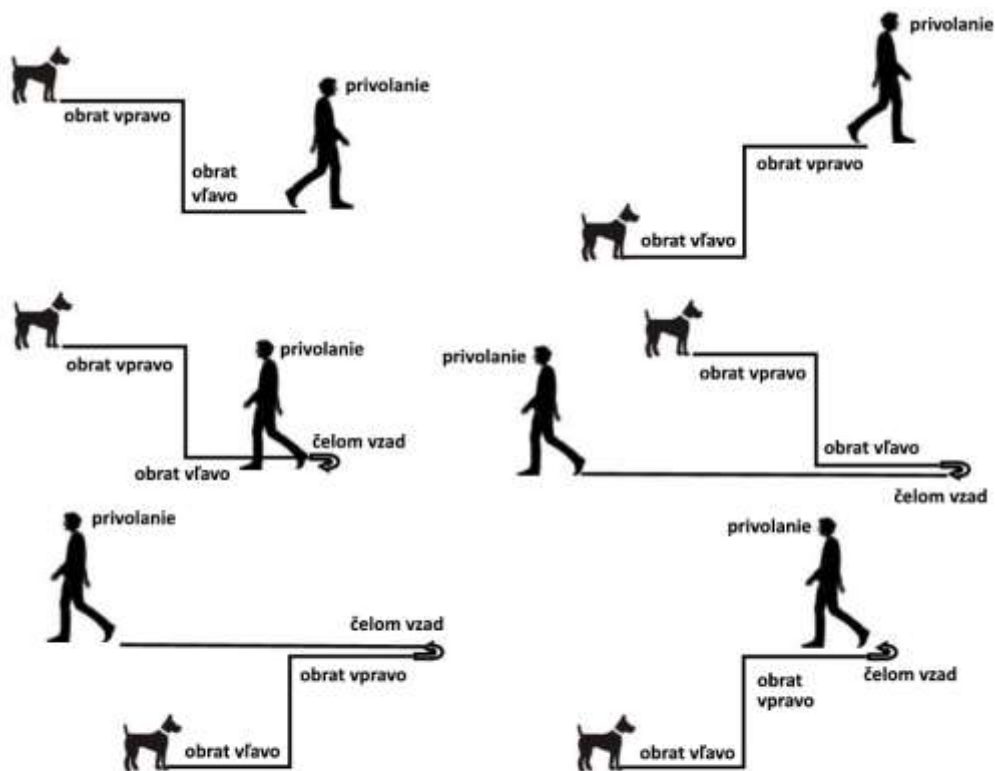 privolanie
obrat vpravo
obrat
vľavo
privolanie
obrat vpravo
obrat vľavo
privolanie
obrat vpravo
čelom vzad
obrat vľavo
privolanie
obrat vpravo
obrat vľavo
čelom vzad
privolanie
čelom vzad
obrat vpravo
obrat vľavo
privolanie
čelom vzad
obrat
vpravo
obrat vľavo